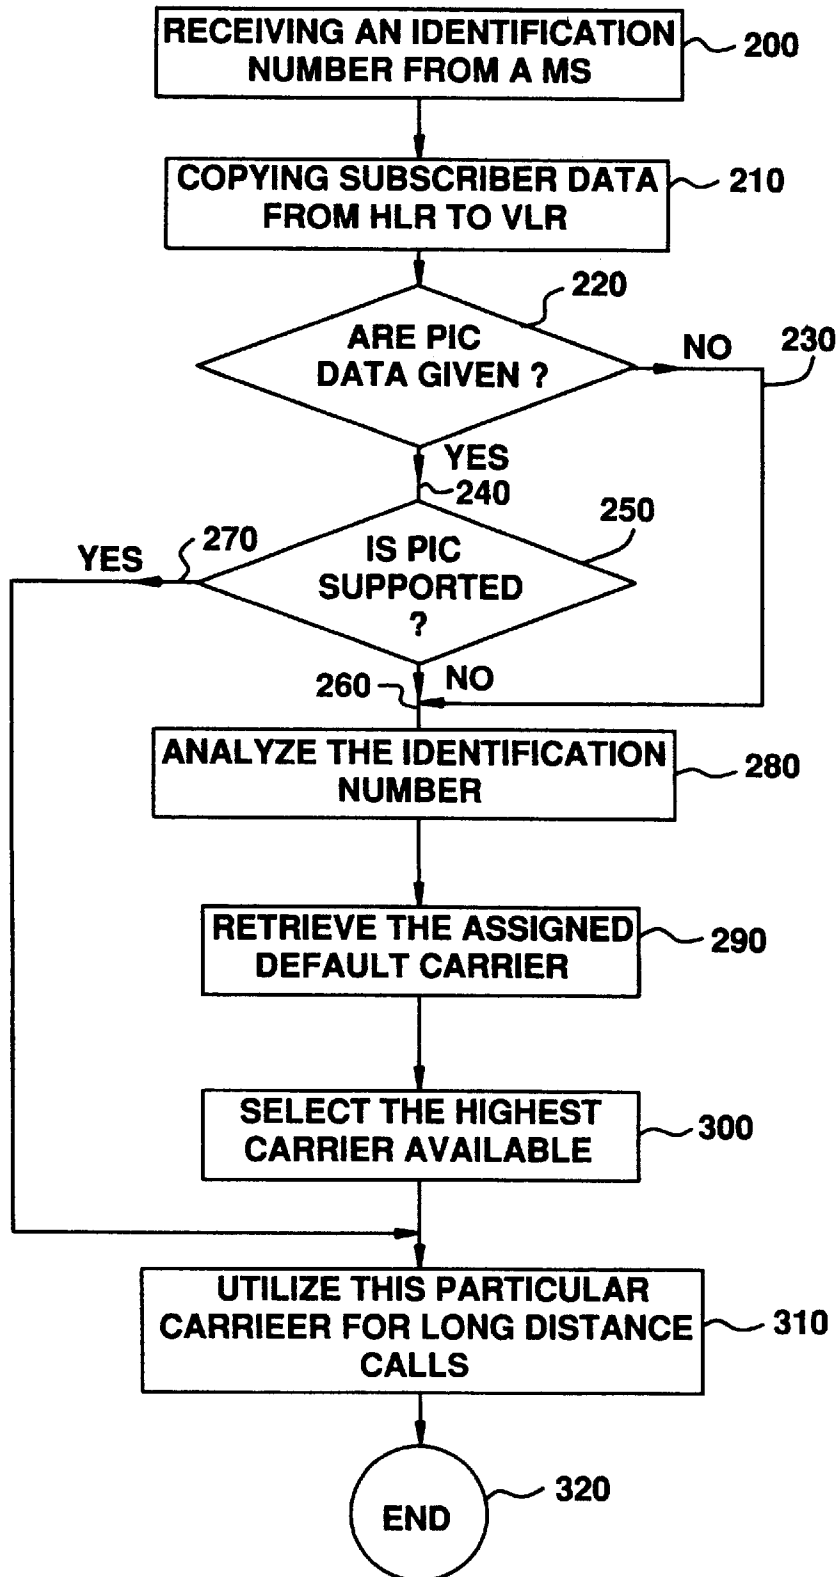 RECEIVING AN IDENTIFICATION
NUMBER FROM A MS
200
COPYING SUBSCRIBER DATA
FROM HLR TO VLR
210
220
ARE PIC
DATA GIVEN ?
NO
230
YES
240
250
IS PIC
SUPPORTED
?
270
YES
260
NO
ANALYZE THE IDENTIFICATION
NUMBER
280
RETRIEVE THE ASSIGNED
DEFAULT CARRIER
290
SELECT THE HIGHEST
CARRIER AVAILABLE
300
UTILIZE THIS PARTICULAR
CARRIEER FOR LONG DISTANCE
CALLS
310
END
320